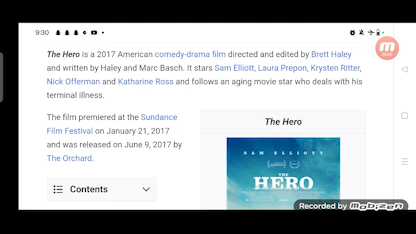 9:30
The Hero is a 2017 American comedy-drama film directed and edited by Brett Haley
and written by Haley and Marc Basch. It stars Sam Elliott, Laura Prepon, Krysten Ritter,
Nick Offerman and Katharine Ross and follows an aging movie star who deals with his
terminal illness.
The film premiered at the Sundance
Film Festival on January 21, 2017
and was released on June 9, 2017 by
The Orchard.
Contents
The Hero
SAM ELLIOTT
THE
HERO
Recorded by Mobizen